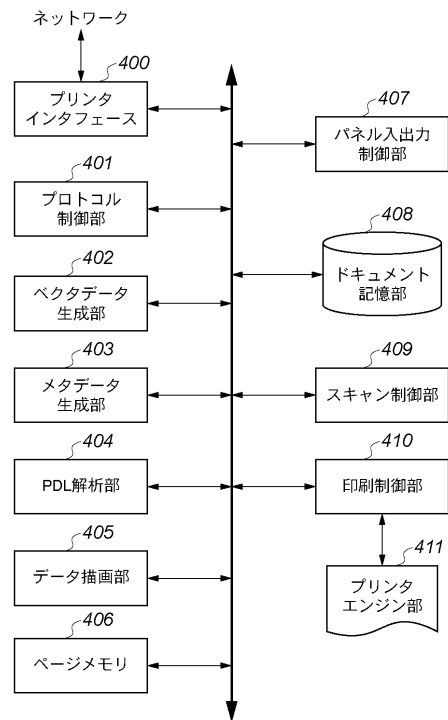 ネットワーク
400
プリンタ
インタフェース
401
プロトコル
制御部
402
ベクタデータ
生成部
403
メタデータ
生成部
404
PDL解析部
405
データ描画部
406
ページメモリ
407
パネル入出力
制御部
408
ドキュメント
記憶部
409
スキャン制御部
410
印刷制御部
411
プリンタ
エンジン部